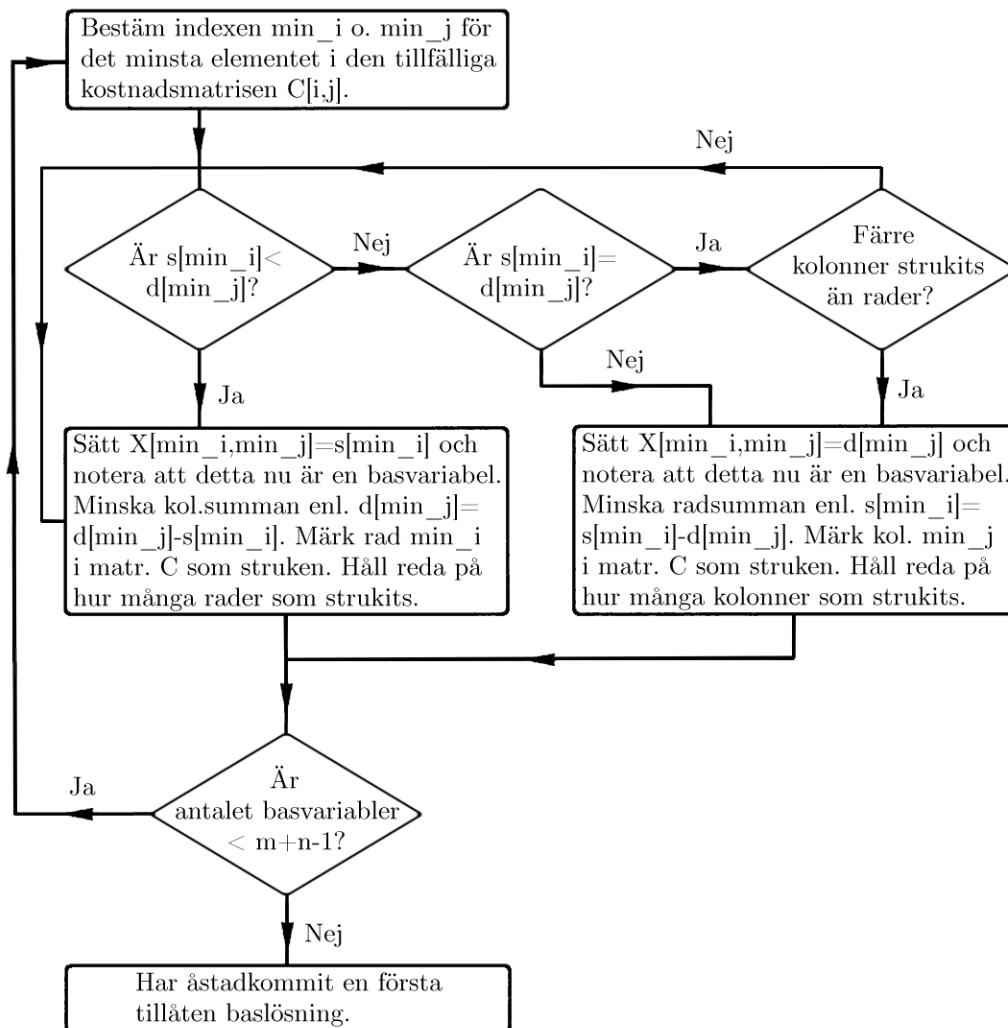 Bestäm indexen min_i o. min_j för
det minsta elementet i den tillfälliga
kostnadsmatrisen C[i,j].
Nej
Är s[min_i]<
d[min_j]?
Nej
Är s[min_i]=
d[min_j]?
Ja
Färre
kolonner strukits
än rader?
Ja
Nej
Ja
Sätt X[min_i,min_j]=s[min_i] och
notera att detta nu är en basvariabel.
Minska kol.summan enl. d[min_j]=
d[min_j]-s[min_i]. Märk rad min_i
i matr. C som struken. Håll reda på
hur många rader som strukits.
Sätt X[min_i,min_j]=d[min_j] och
notera att detta nu är en basvariabel.
Minska radsumman enl. s[min_i]=
s[min_i]-d[min_j]. Märk kol. min_j
i matr. C som struken. Håll reda på
hur många kolonner som strukits.
Ja
Är
antalet basvariabler
< m+n-1?
Nej
Har åstadkommit en första
tillåten baslösning.